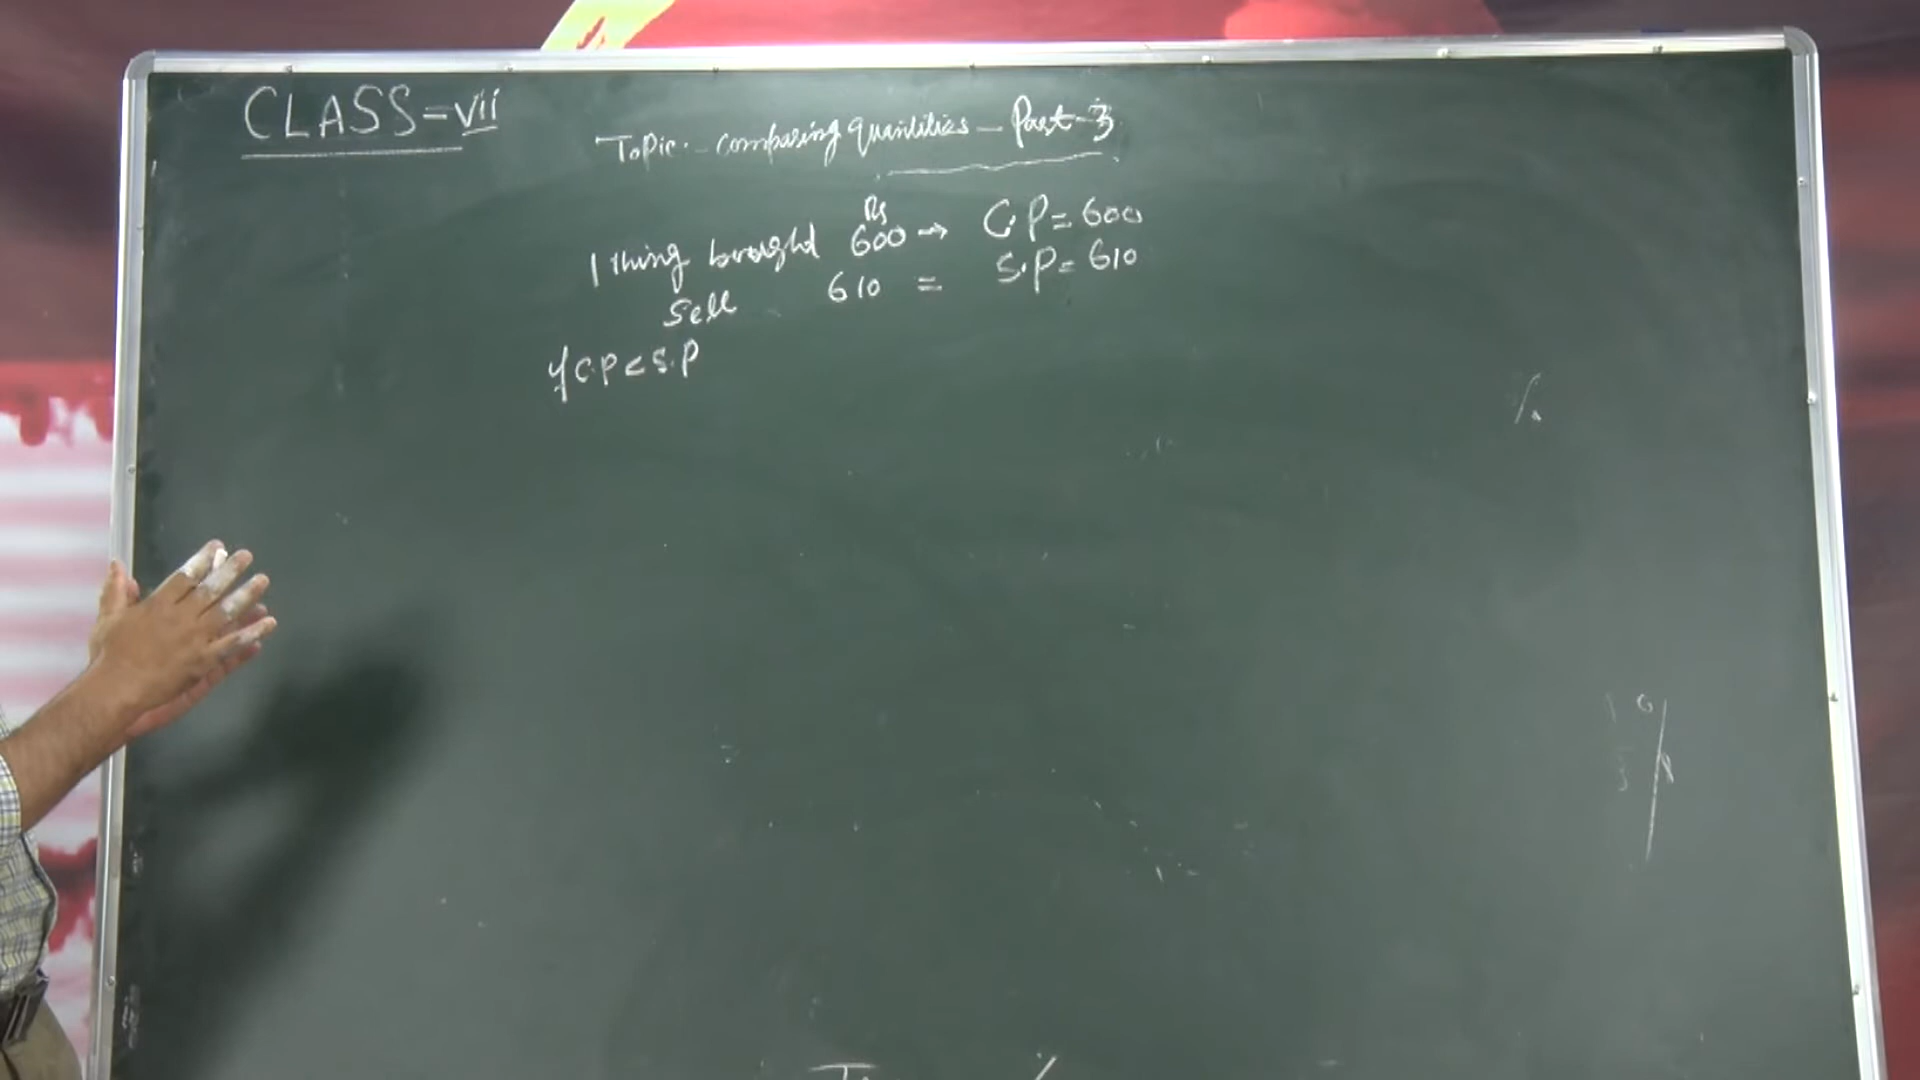 CLASS = vii
Topic. - comparing quantities - Part-3
1 thing brought Rs 600 → C.P = 600
Sell 610 = S.P = 610
if C.P < S.P